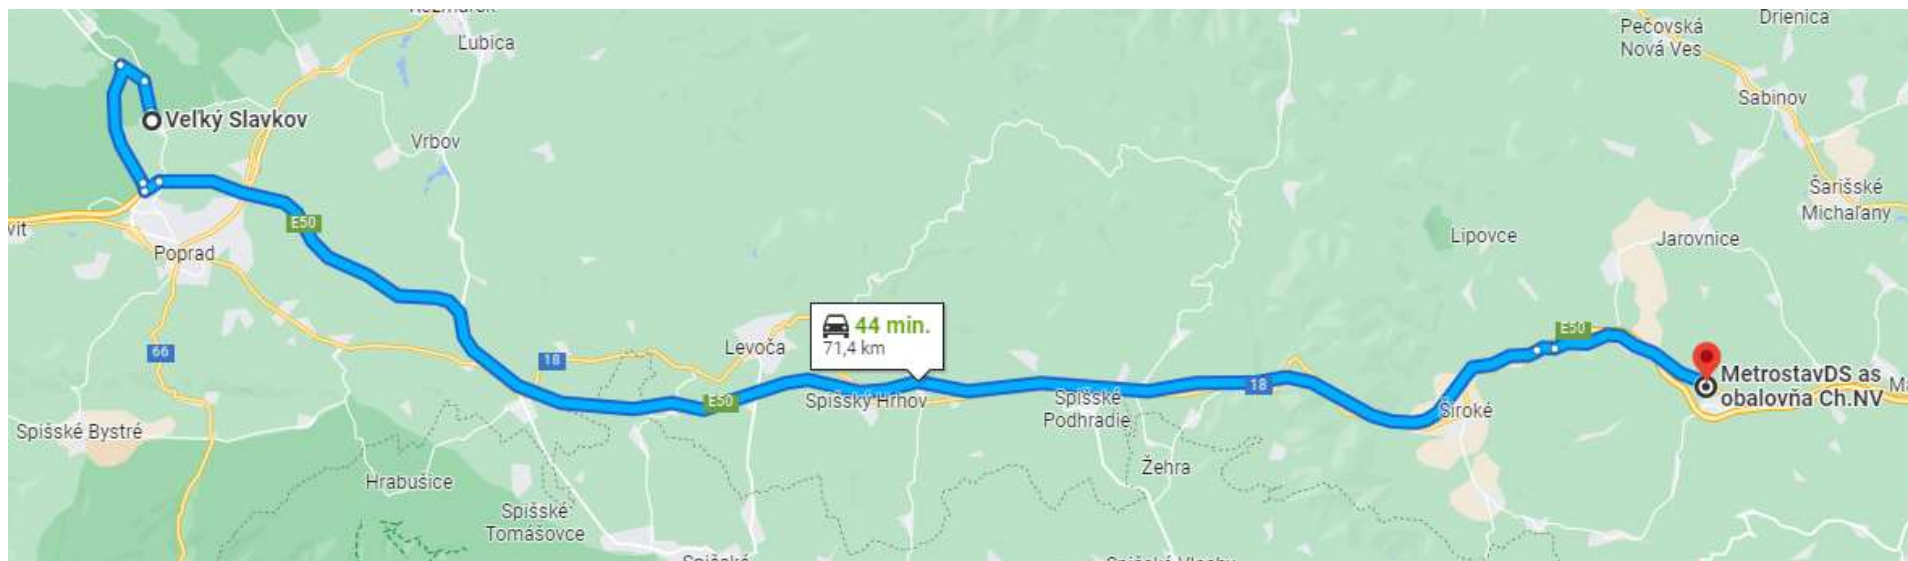 Drienica
Ľubica
Pečovská
Nová Ves
Sabinov
Veľký Slavkov
Vrbov
Šarišské
Michaľany
E50
vit
Poprad
Lipovce
Jarovnice
44 min.
71,4 km
E50
66
18
Levoča
MetrostavDS as
obalovňa Ch.NV
18
E50
Spišský Hrhov
Spišské
Podhradie
Široké
Spišské Bystré
Žehra
Hrabušice
Spišské
Tomášovce